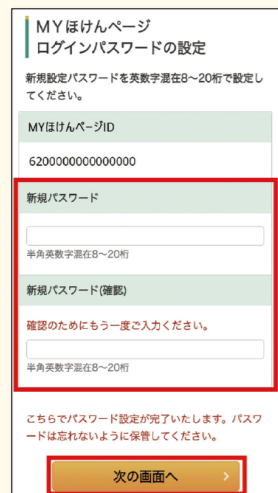 MYほけんページ
ログインパスワードの設定
新規設定パスワードを英数字混在8〜20桁で設定し
てください。
MYほけんページID
6200000000000000
新規パスワード
半角英数字混在8〜20桁
新規パスワード(確認)
確認のためにもう一度ご入力ください。
半角英数字混在8〜20桁
こちらでパスワード設定が完了いたします。パスワ
ードは忘れないように保管してください。
次の画面へ